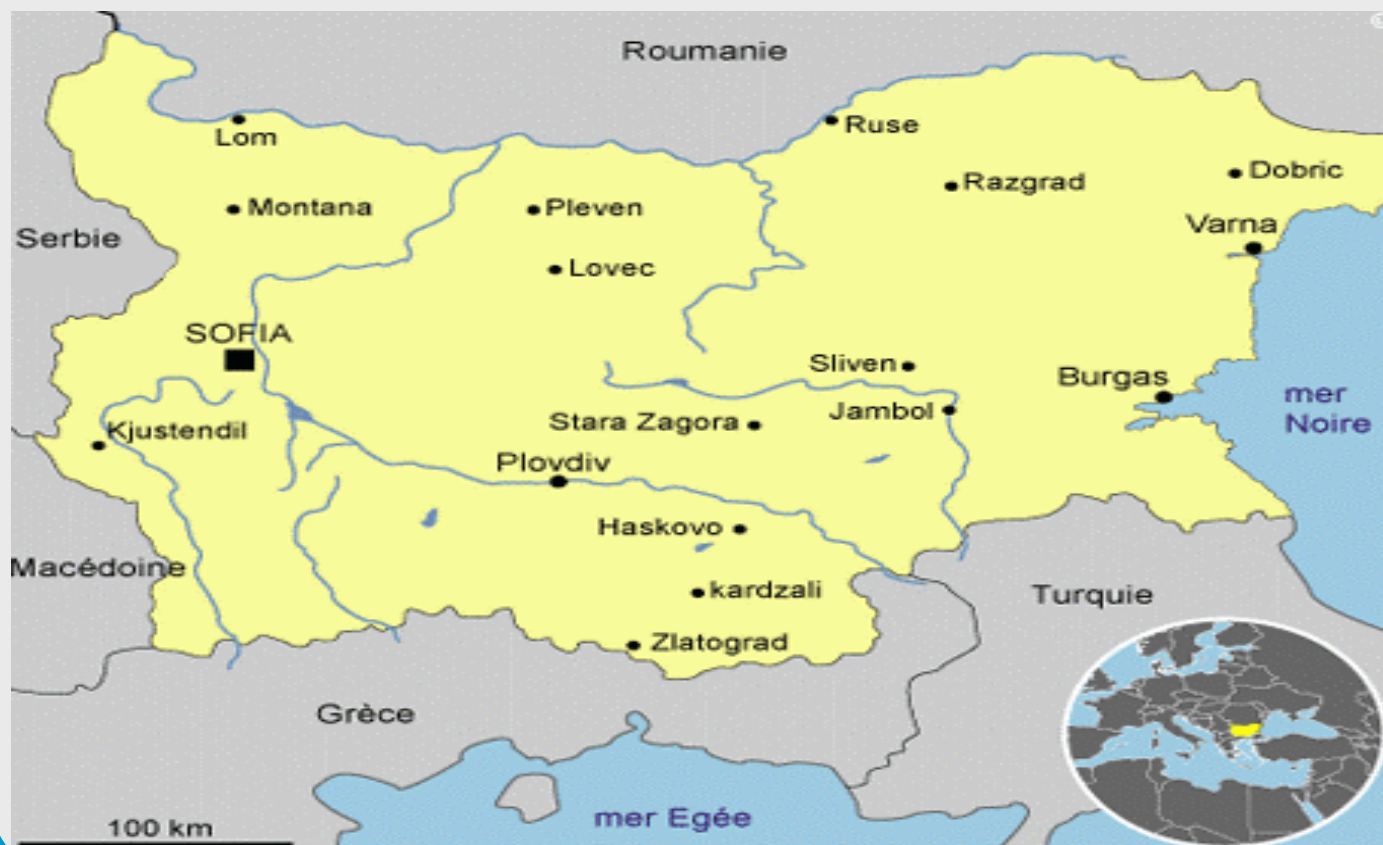 Roumanie
Lom
Ruse
Razgrad
Dobric
Montana
Pleven
Varna
Serbie
Lovec
SOFIA
Sliven
Burgas
mer
Noire
Kjustendil
Stara Zagora
Jambol
Plovdiv
Haskovo
Macédoine
kardzali
Turquie
Zlatograd
Grèce
mer Egée
100 km